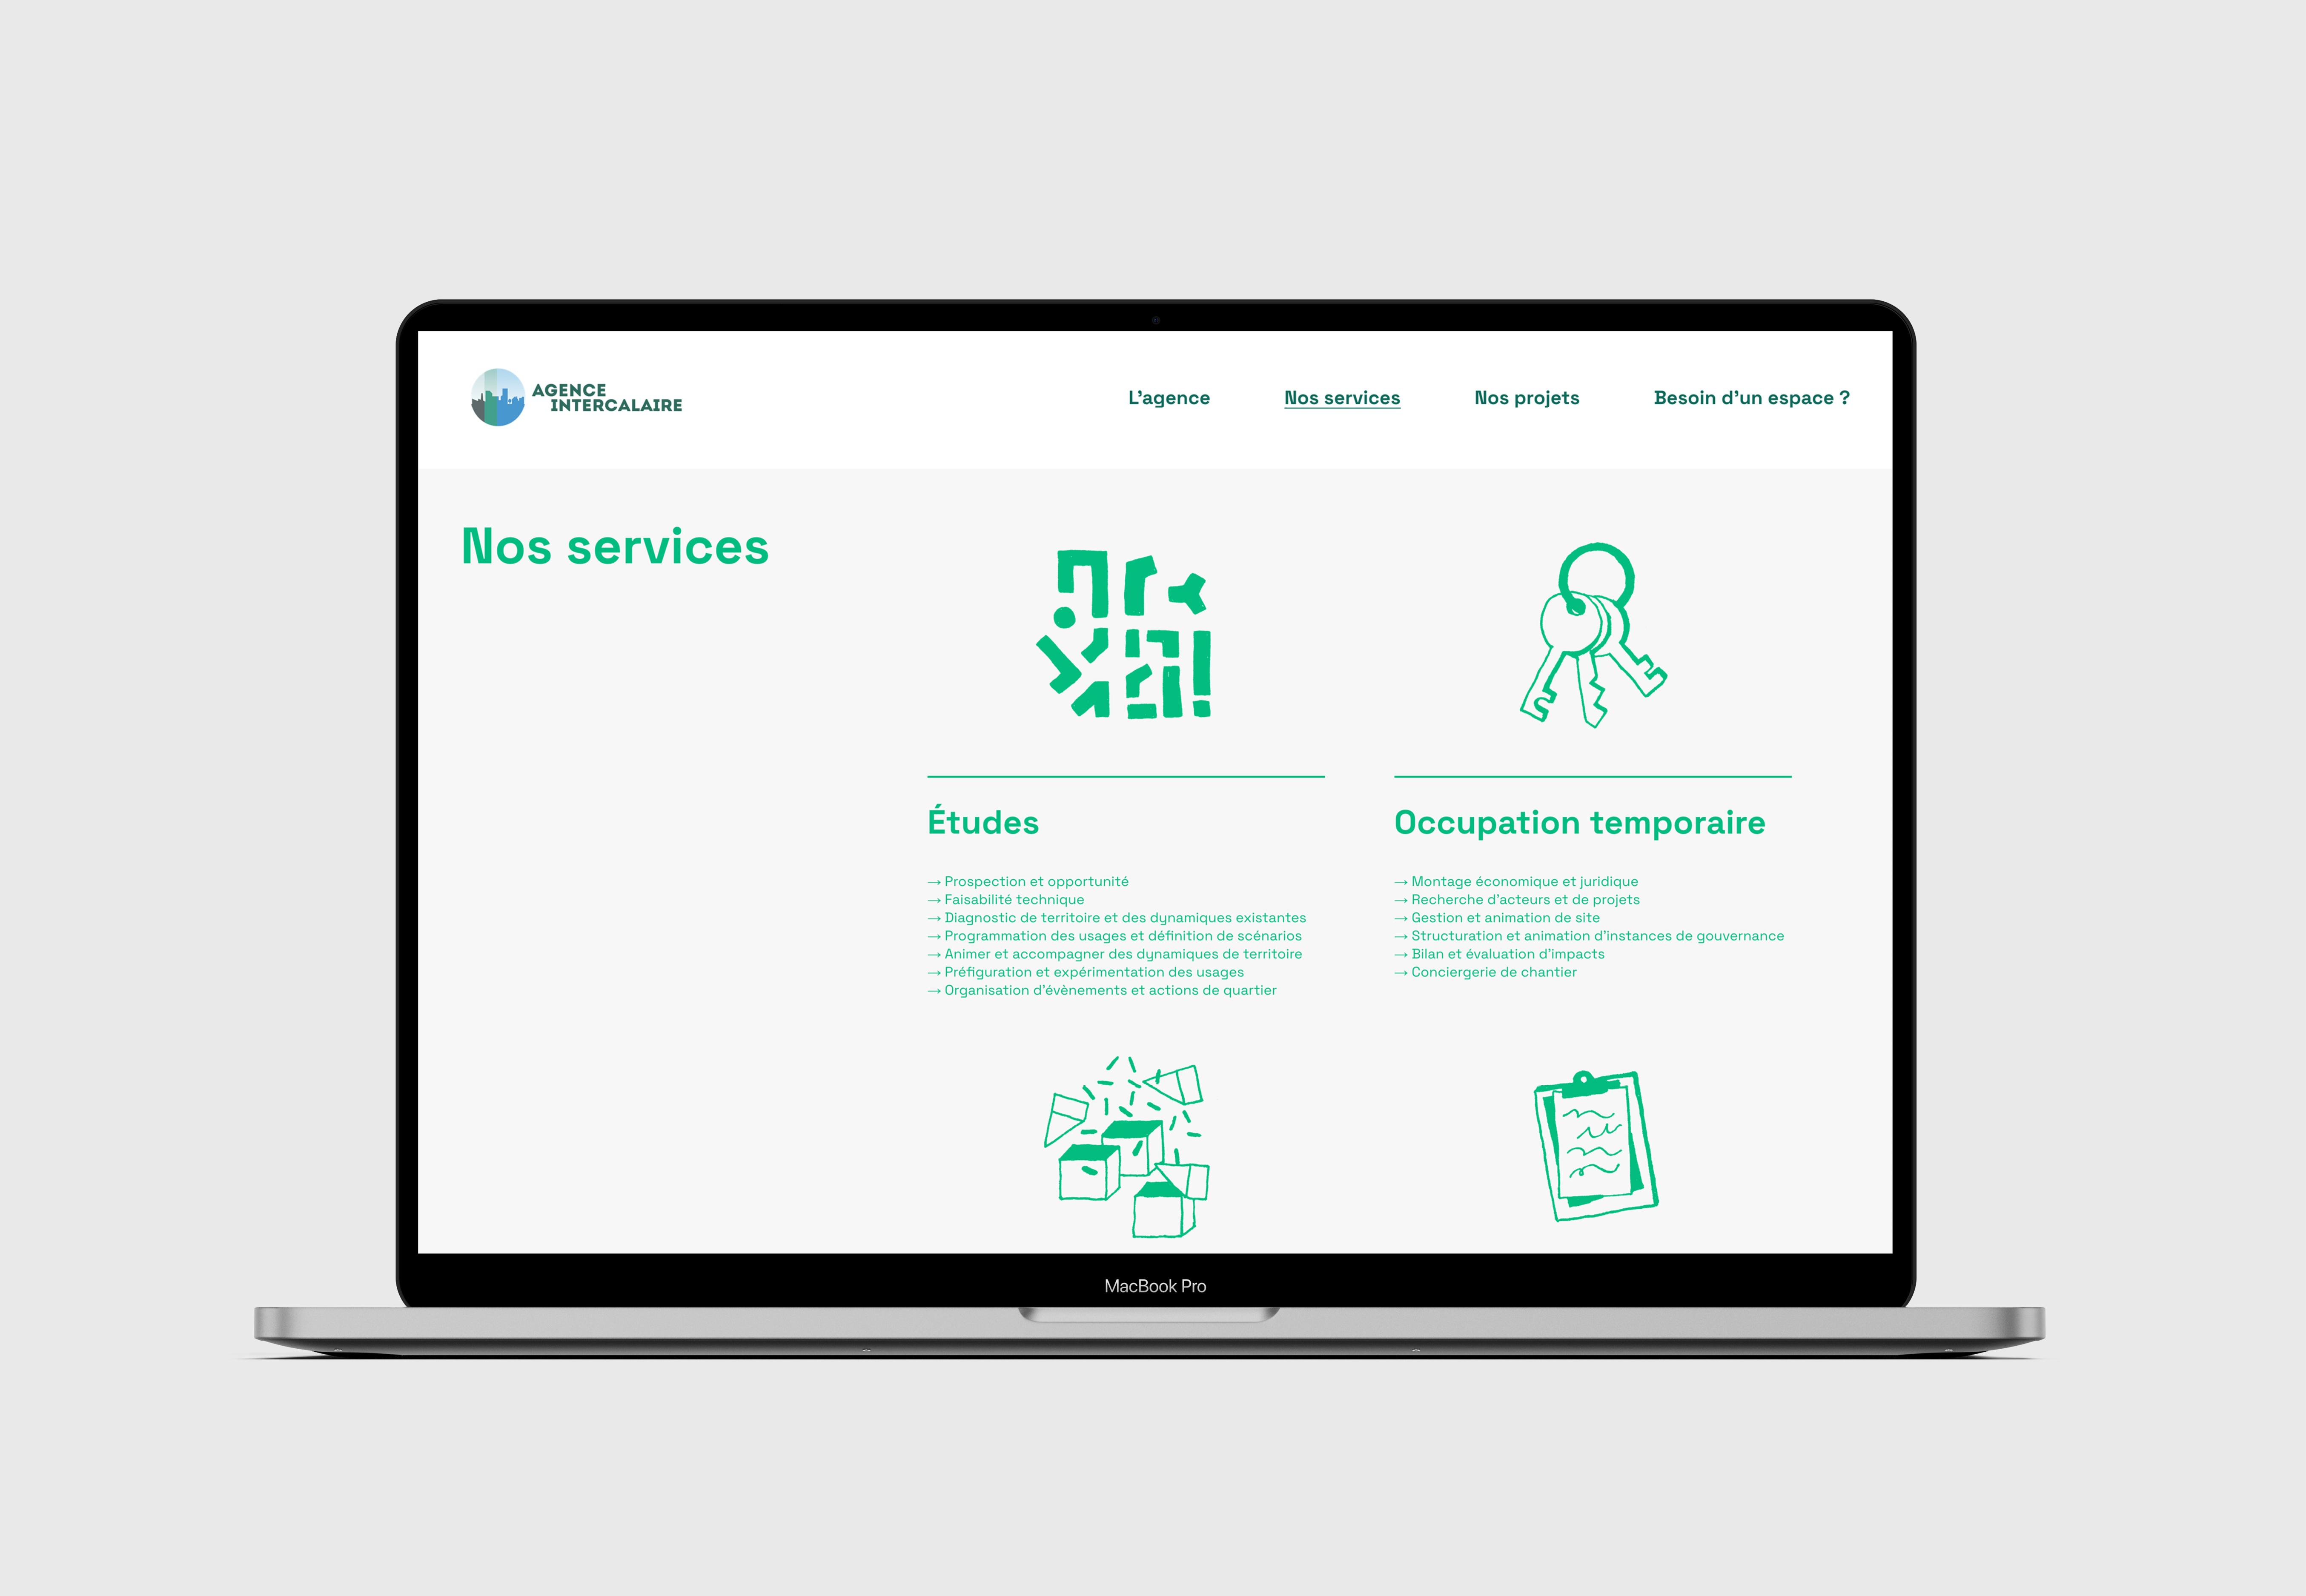 AGENCE
INTERCALAIRE
L’agence
Nos services
Nos projets
Besoin d’un espace ?
Nos services
Études
→ Prospection et opportunité
→ Faisabilité technique
→ Diagnostic de territoire et des dynamiques existantes
→ Programmation des usages et définition de scénarios
→ Animer et accompagner des dynamiques de territoire
→ Préfiguration et expérimentation des usages
→ Organisation d’évènements et actions de quartier
Occupation temporaire
→ Montage économique et juridique
→ Recherche d’acteurs et de projets
→ Gestion et animation de site
→ Structuration et animation d’instances de gouvernance
→ Bilan et évaluation d’impacts
→ Conciergerie de chantier
MacBook Pro